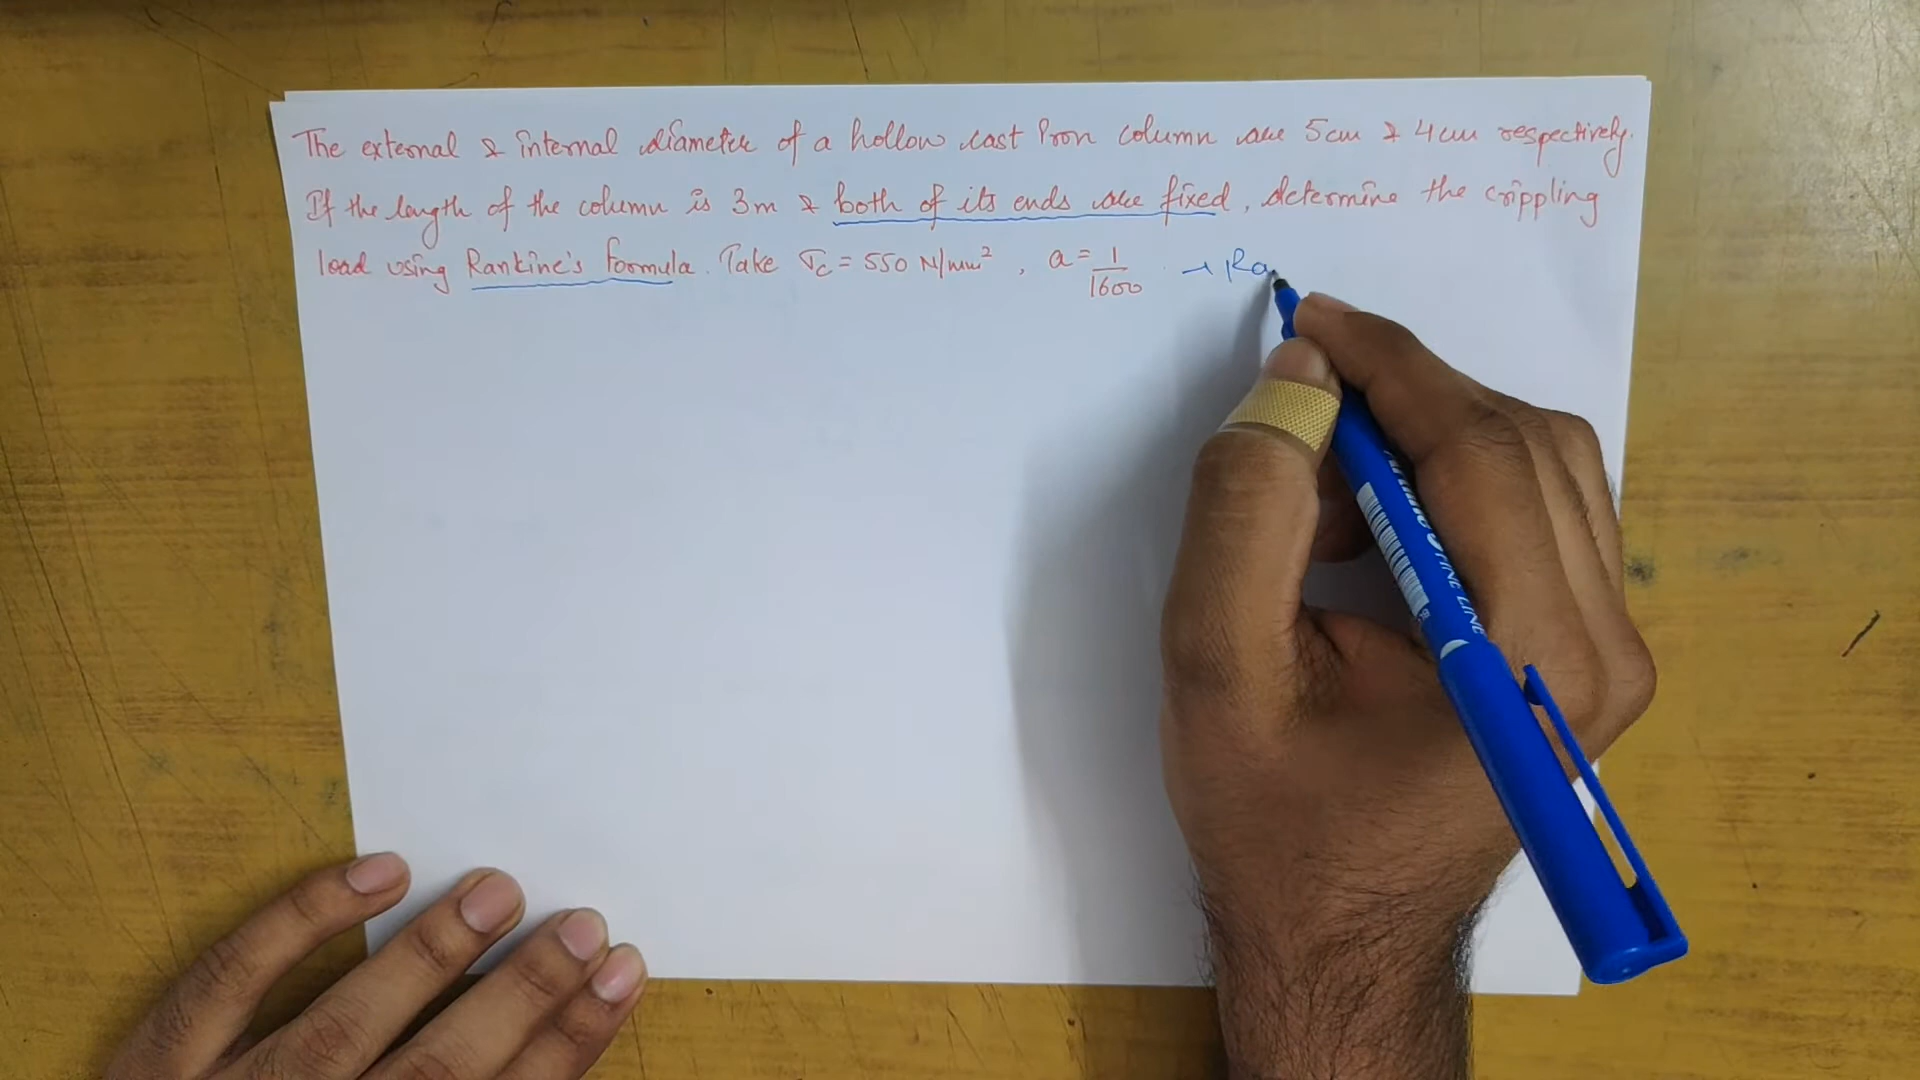 The external & internal diameter of a hollow cast Iron column are 5cm & 4cm respectively.
If the length of the column is 3m & both of its ends are fixed, determine the crippling
load using Rankine's formula. Take σc = 550 N/mm², a = 1/1600 → Ra
FINE LINE